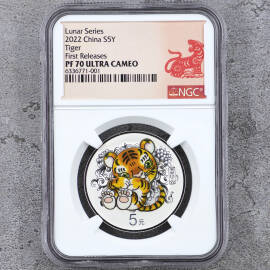 Lunar Series
2022 China S5Y
Tiger
First Releases
PF 70 ULTRA CAMEO
6336771-001
NGC
5元